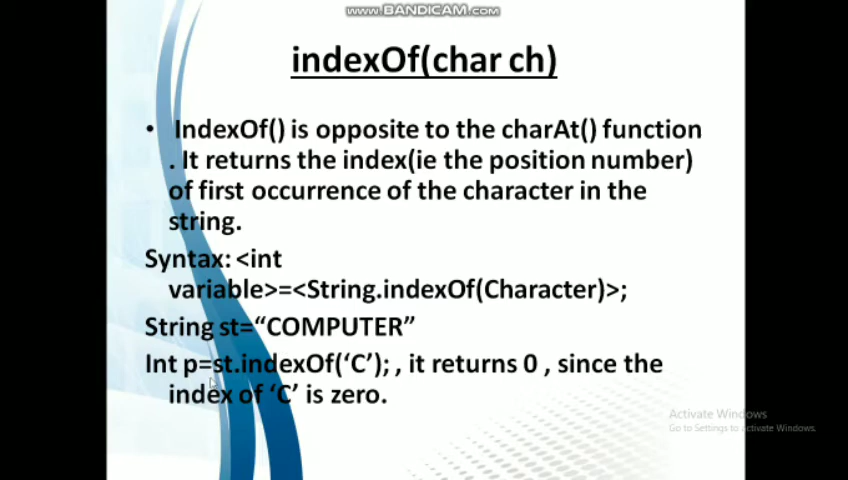 www.BANDICAM.com
indexOf(char ch)
• IndexOf() is opposite to the charAt() function
. It returns the index(ie the position number)
of first occurrence of the character in the
string.
Syntax: <int
variable>=<String.indexOf(Character)>;
String st=“COMPUTER”
Int p=st.indexOf(‘C’); , it returns 0 , since the
index of ‘C’ is zero.
Activate Windows
Go to Settings to Activate Windows.